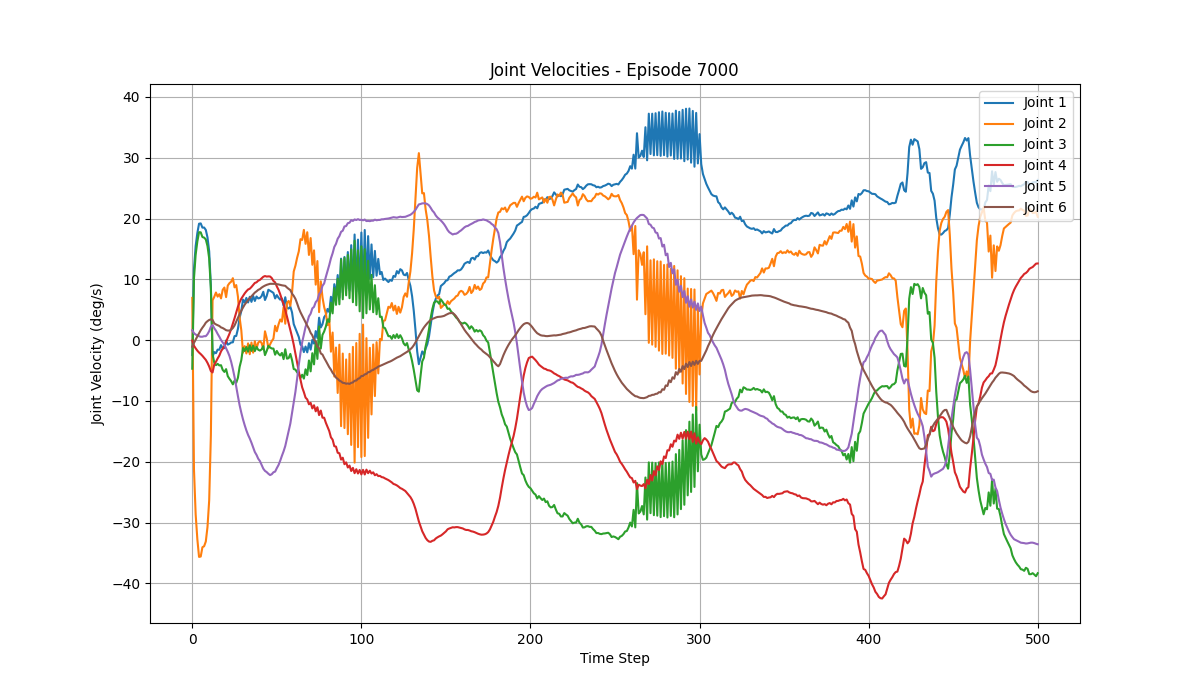 Joint Velocities - Episode 7000
Joint Velocity (deg/s)
40
30
20
10
0
−10
−20
−30
−40
Joint 1
Joint 2
Joint 3
Joint 4
Joint 5
Joint 6
0
100
200
300
400
500
Time Step